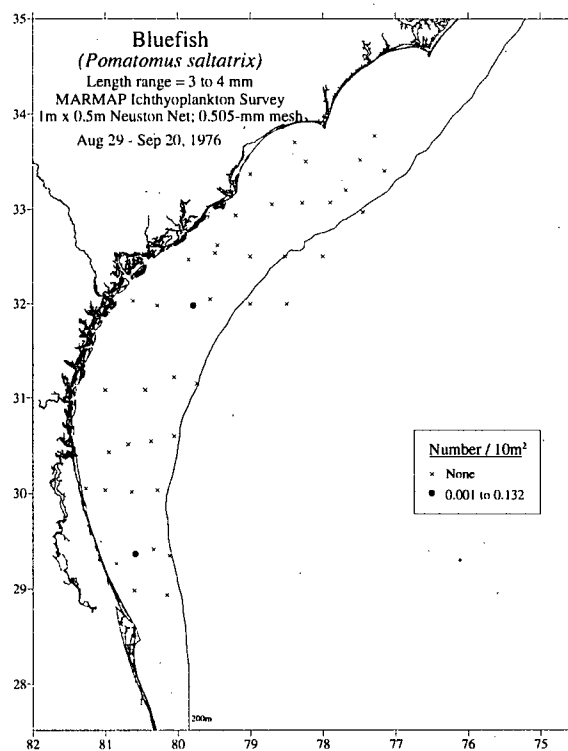 Bluefish
(Pomatomus saltatrix)
Length range = 3 to 4 mm
MARMAP Ichthyoplankton Survey
1m x 0.5m Neuston Net; 0.505-mm mesh
Aug 29 - Sep 20, 1976
35
34
33
32
31
30
29
28
Number / 10m²
× None
● 0.001 to 0.132
200m
82 81 80 79 78 77 76 75